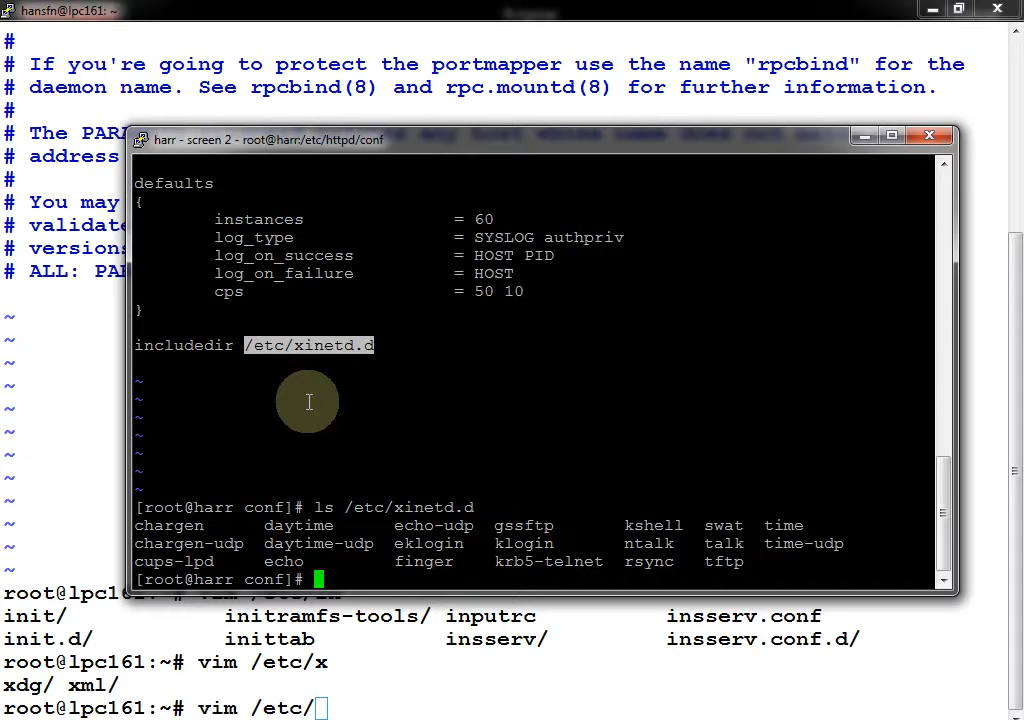 hansfn@lpc161: ~
#
# If you're going to protect the portmapper use the name "rpcbind" for the
# daemon name. See rpcbind(8) and rpc.mountd(8) for further information.
#
# The PAR
# address
#
# You may
# validate
# versions
# ALL: PAR
~
~
~
~
~
~
~
~
~
~
~
~
harr - screen 2 - root@harr:/etc/httpd/conf
defaults
{
instances = 60
log_type = SYSLOG authpriv
log_on_success = HOST PID
log_on_failure = HOST
cps = 50 10
}
includedir /etc/xinetd.d
~
~
~
~
~
~
~
[root@harr conf]# ls /etc/xinetd.d
chargen daytime echo-udp gssftp kshell swat time
chargen-udp daytime-udp eklogin klogin ntalk talk time-udp
cups-lpd echo finger krb5-telnet rsync tftp
[root@harr conf]#
root@lpc161:~# vim /etc/in
init/ initramfs-tools/ inputrc insserv.conf
init.d/ inittab insserv/ insserv.conf.d/
root@lpc161:~# vim /etc/x
xdg/ xml/
root@lpc161:~# vim /etc/